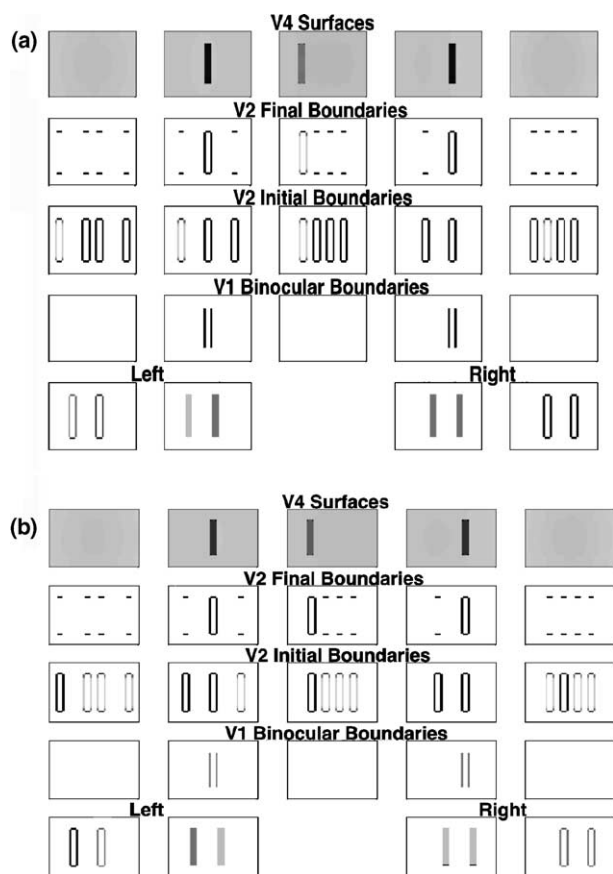 (a)
V4 Surfaces
V2 Final Boundaries
V2 Initial Boundaries
V1 Binocular Boundaries
Left Right
(b)
V4 Surfaces
V2 Final Boundaries
V2 Initial Boundaries
V1 Binocular Boundaries
Left Right